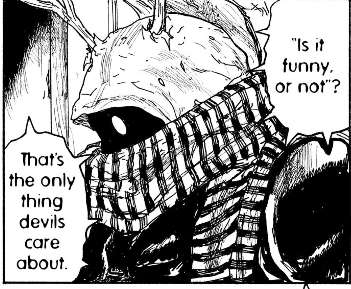 "Is it
funny,
or not"?
That's
the only
thing
devils
care
about.